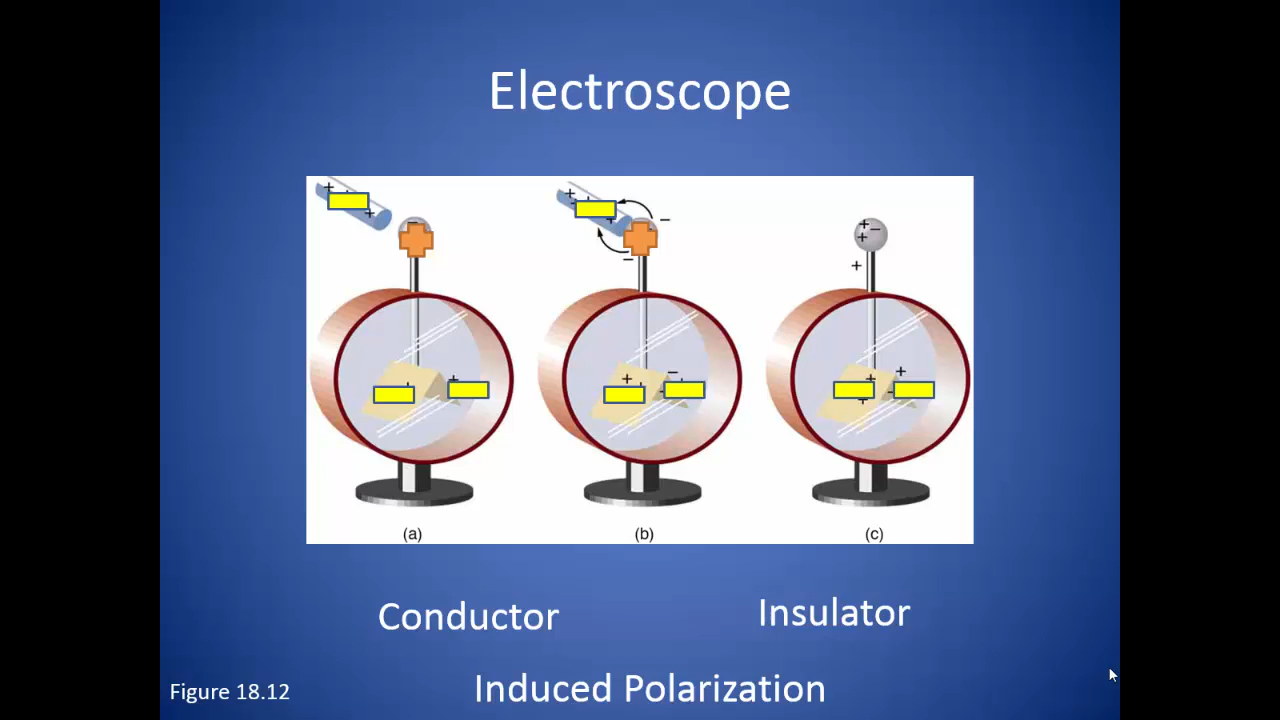 Electroscope
(a) (b) (c)
Conductor Insulator
Figure 18.12 Induced Polarization